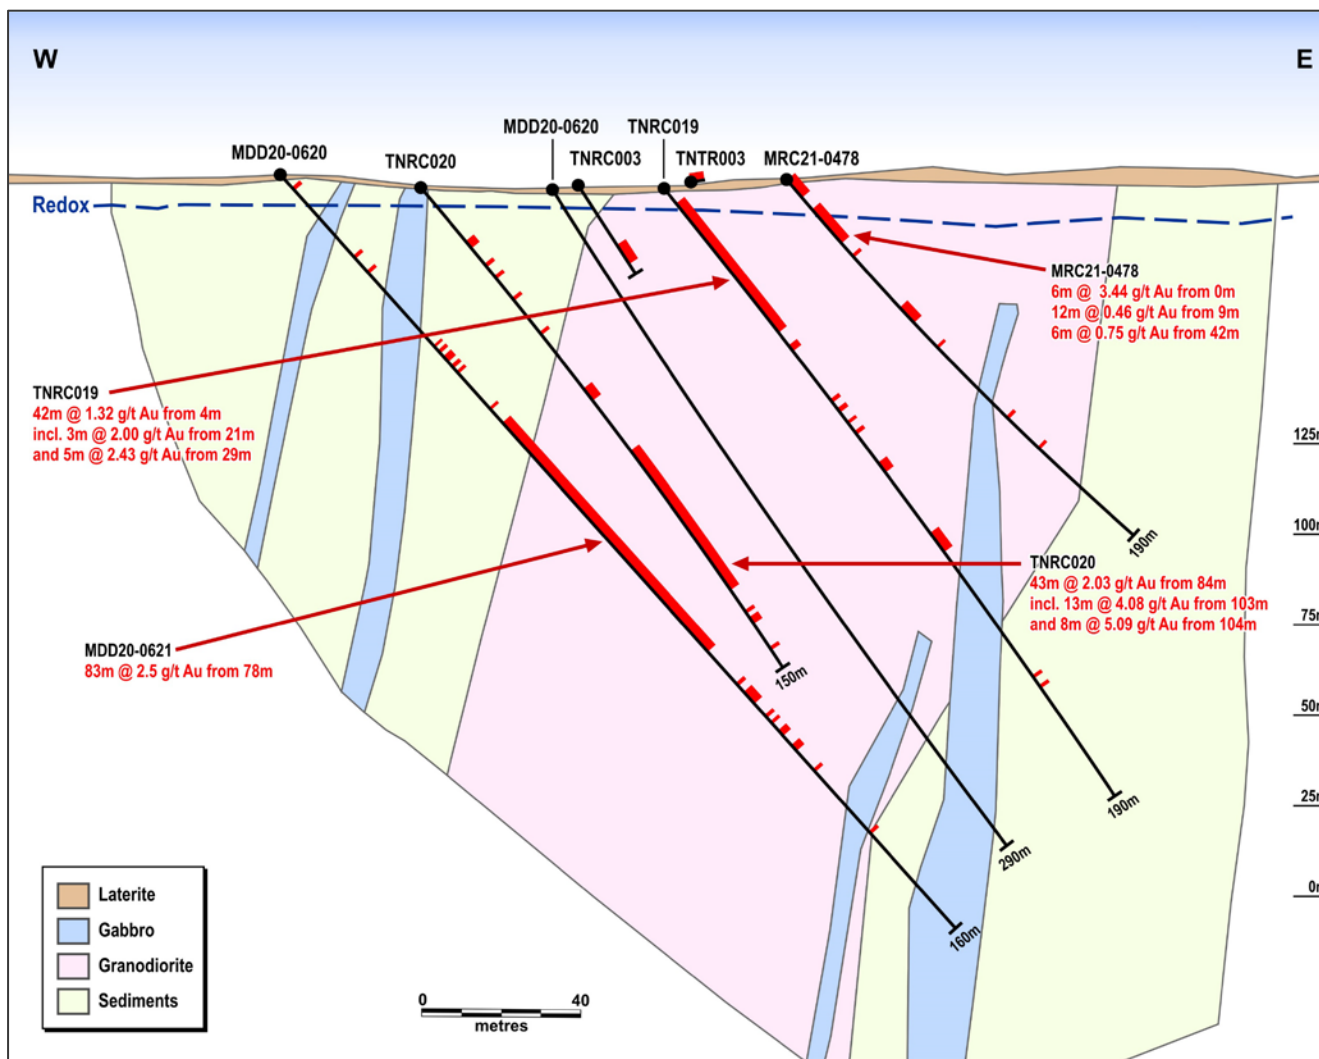 W
E
MDD20-0620
TNRC019
MDD20-0620
TNRC020
TNRC003
TNTR003
MRC21-0478
Redox
MRC21-0478
6m @ 3.44 g/t Au from 0m
12m @ 0.46 g/t Au from 9m
6m @ 0.75 g/t Au from 42m
TNRC019
42m @ 1.32 g/t Au from 4m
incl. 3m @ 2.00 g/t Au from 21m
and 5m @ 2.43 g/t Au from 29m
125m
100m
190m
TNRC020
43m @ 2.03 g/t Au from 84m
incl. 13m @ 4.08 g/t Au from 103m
and 8m @ 5.09 g/t Au from 104m
75m
MDD20-0621
83m @ 2.5 g/t Au from 78m
150m
50m
190m
25m
290m
0m
160m
Laterite
Gabbro
Granodiorite
Sediments
0 40
metres